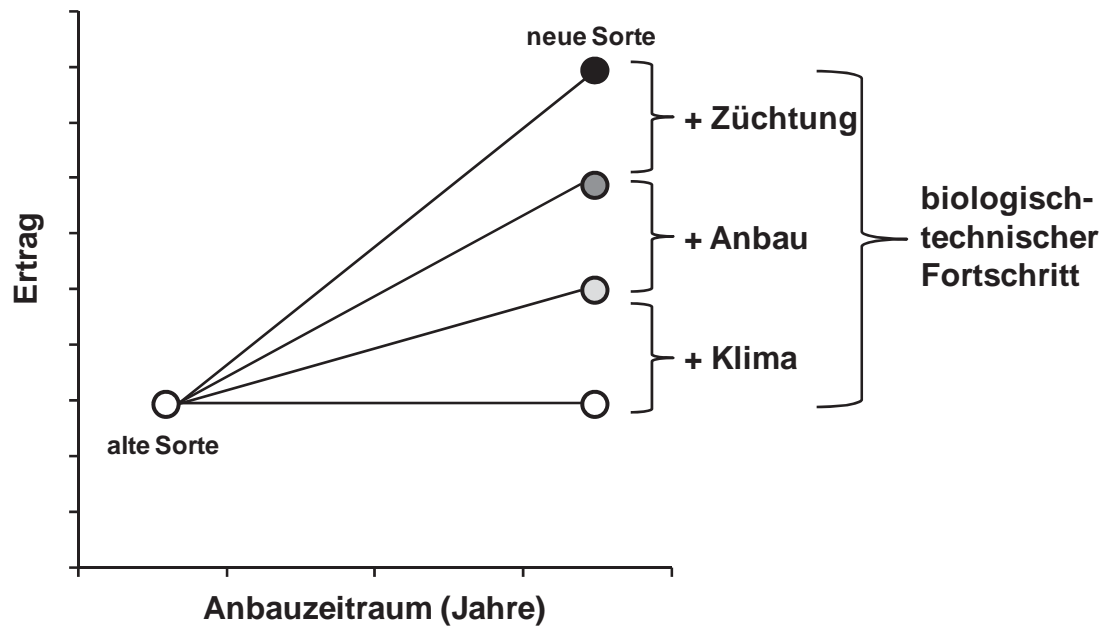 neue Sorte
+ Züchtung
+ Anbau
+ Klima
biologisch-
technischer
Fortschritt
Ertrag
alte Sorte
Anbauzeitraum (Jahre)